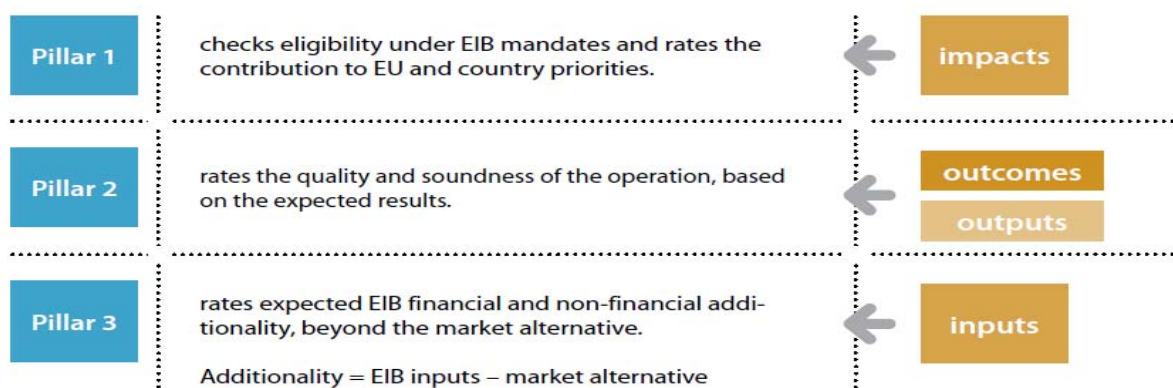 Pillar 1
checks eligibility under EIB mandates and rates the
contribution to EU and country priorities.
impacts
Pillar 2
rates the quality and soundness of the operation, based
on the expected results.
outcomes
outputs
Pillar 3
rates expected EIB financial and non-financial addi-
tionality, beyond the market alternative.
Additionality = EIB inputs – market alternative
inputs